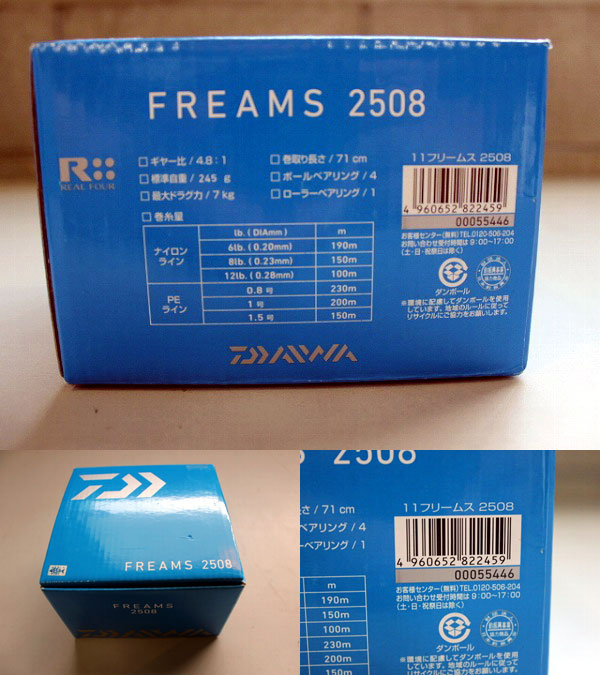 FREAMS 2508
R::
REAL FOUR
□ギヤー比 / 4.8:1
□標準自重 / 245 g
□最大ドラグ力 / 7kg
□巻取り長さ / 71 cm
□ボールベアリング / 4
□ローラーベアリング / 1
□巻糸量
lb. ( DIAmm ) m
ナイロン
ライン
6lb. ( 0.20mm ) 190m
8lb. ( 0.23mm ) 150m
12lb. ( 0.28mm ) 100m
PE
ライン
0.8 号 230m
1 号 200m
1.5 号 150m
11フリームス 2508
4 960652 822459
00055446
お客様センター(無料)TEL.0120-506-204
お問い合わせ受付時間は 9:00~17:00
(土・日・祝祭日は除く)
ダンボール
※環境に配慮してダンボールを使用
しています。地域のルールに従って
リサイクルにご協力をお願いします。
DAIWA
FREAMS 2508
FREAMS
2508
2508
さ / 71 cm
アリング / 4
ーベアリング / 1
m
190m
150m
100m
230m
200m
150m
11フリームス 2508
4 960652 822459
00055446
お客様センター(無料)TEL.0120-506-204
お問い合わせ受付時間は 9:00~17:00
(土・日・祝祭日は除く)
ダンボール
※環境に配慮してダンボールを使用
しています。地域のルールに従って
リサイクルにご協力をお願いします。